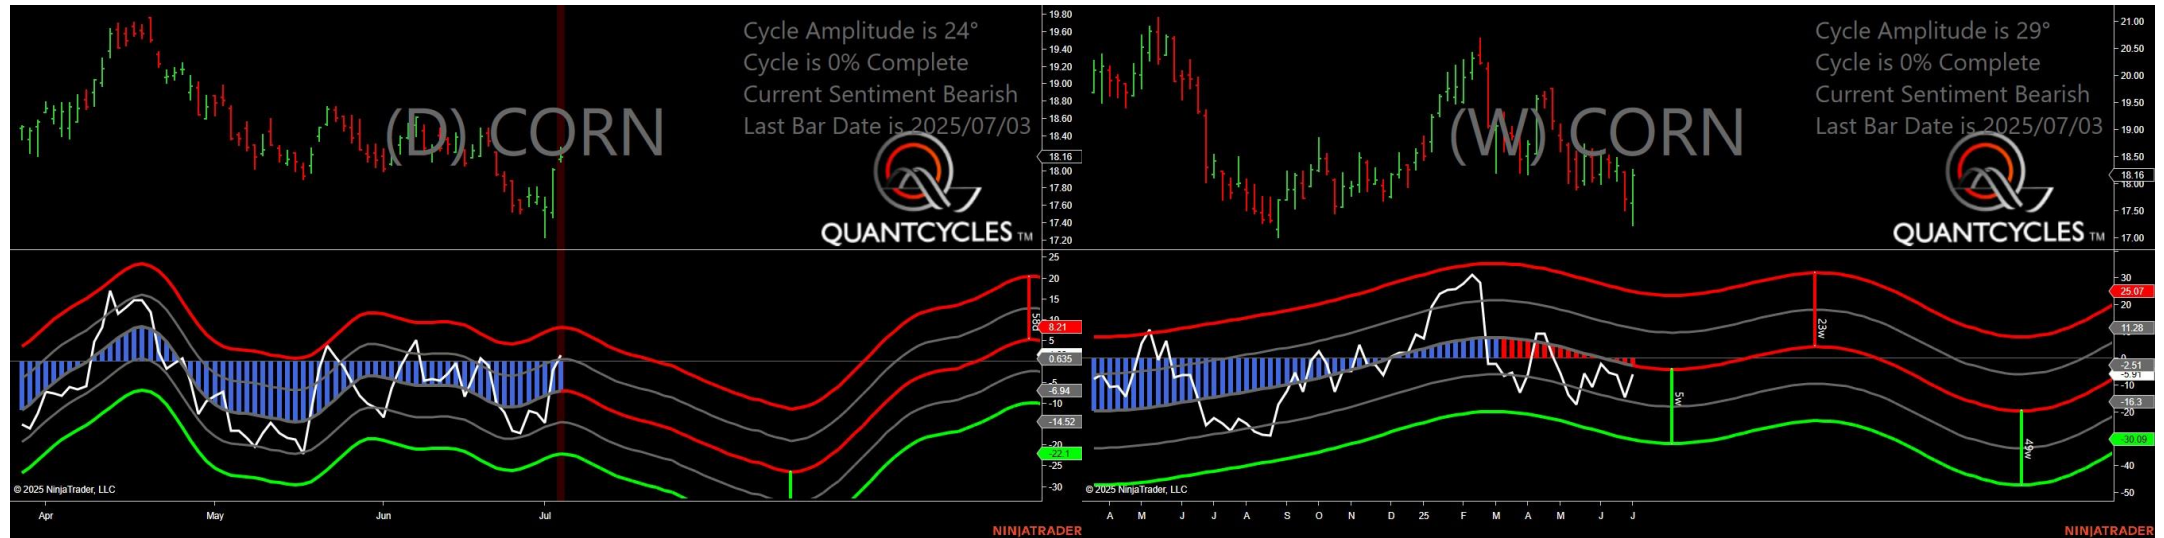 Cycle Amplitude is 24°
Cycle is 0% Complete
Current Sentiment Bearish
Last Bar Date is 2025/07/03
(D) CORN
QUANTCYCLES TM
19.80
19.60
19.40
19.20
19.00
18.80
18.60
18.40
18.16
18.00
17.80
17.60
17.40
17.20
25
20
15
10
8.21
5
0.635
-5
-6.94
-10
-14.52
-20
-22.1
-25
-30
58d
© 2025 NinjaTrader, LLC
Apr May Jun Jul
NINJATRADER
Cycle Amplitude is 29°
Cycle is 0% Complete
Current Sentiment Bearish
Last Bar Date is 2025/07/03
(W) CORN
QUANTCYCLES TM
21.00
20.50
20.00
19.50
19.00
18.50
18.16
18.00
17.50
17.00
30
25.07
20
11.28
0
-2.51
-5.91
-10
-16.3
-20
-30.09
-40
-50
5w
23w
49w
© 2025 NinjaTrader, LLC
A M J J A S O N D 25 F M A M J J
NINJATRADER